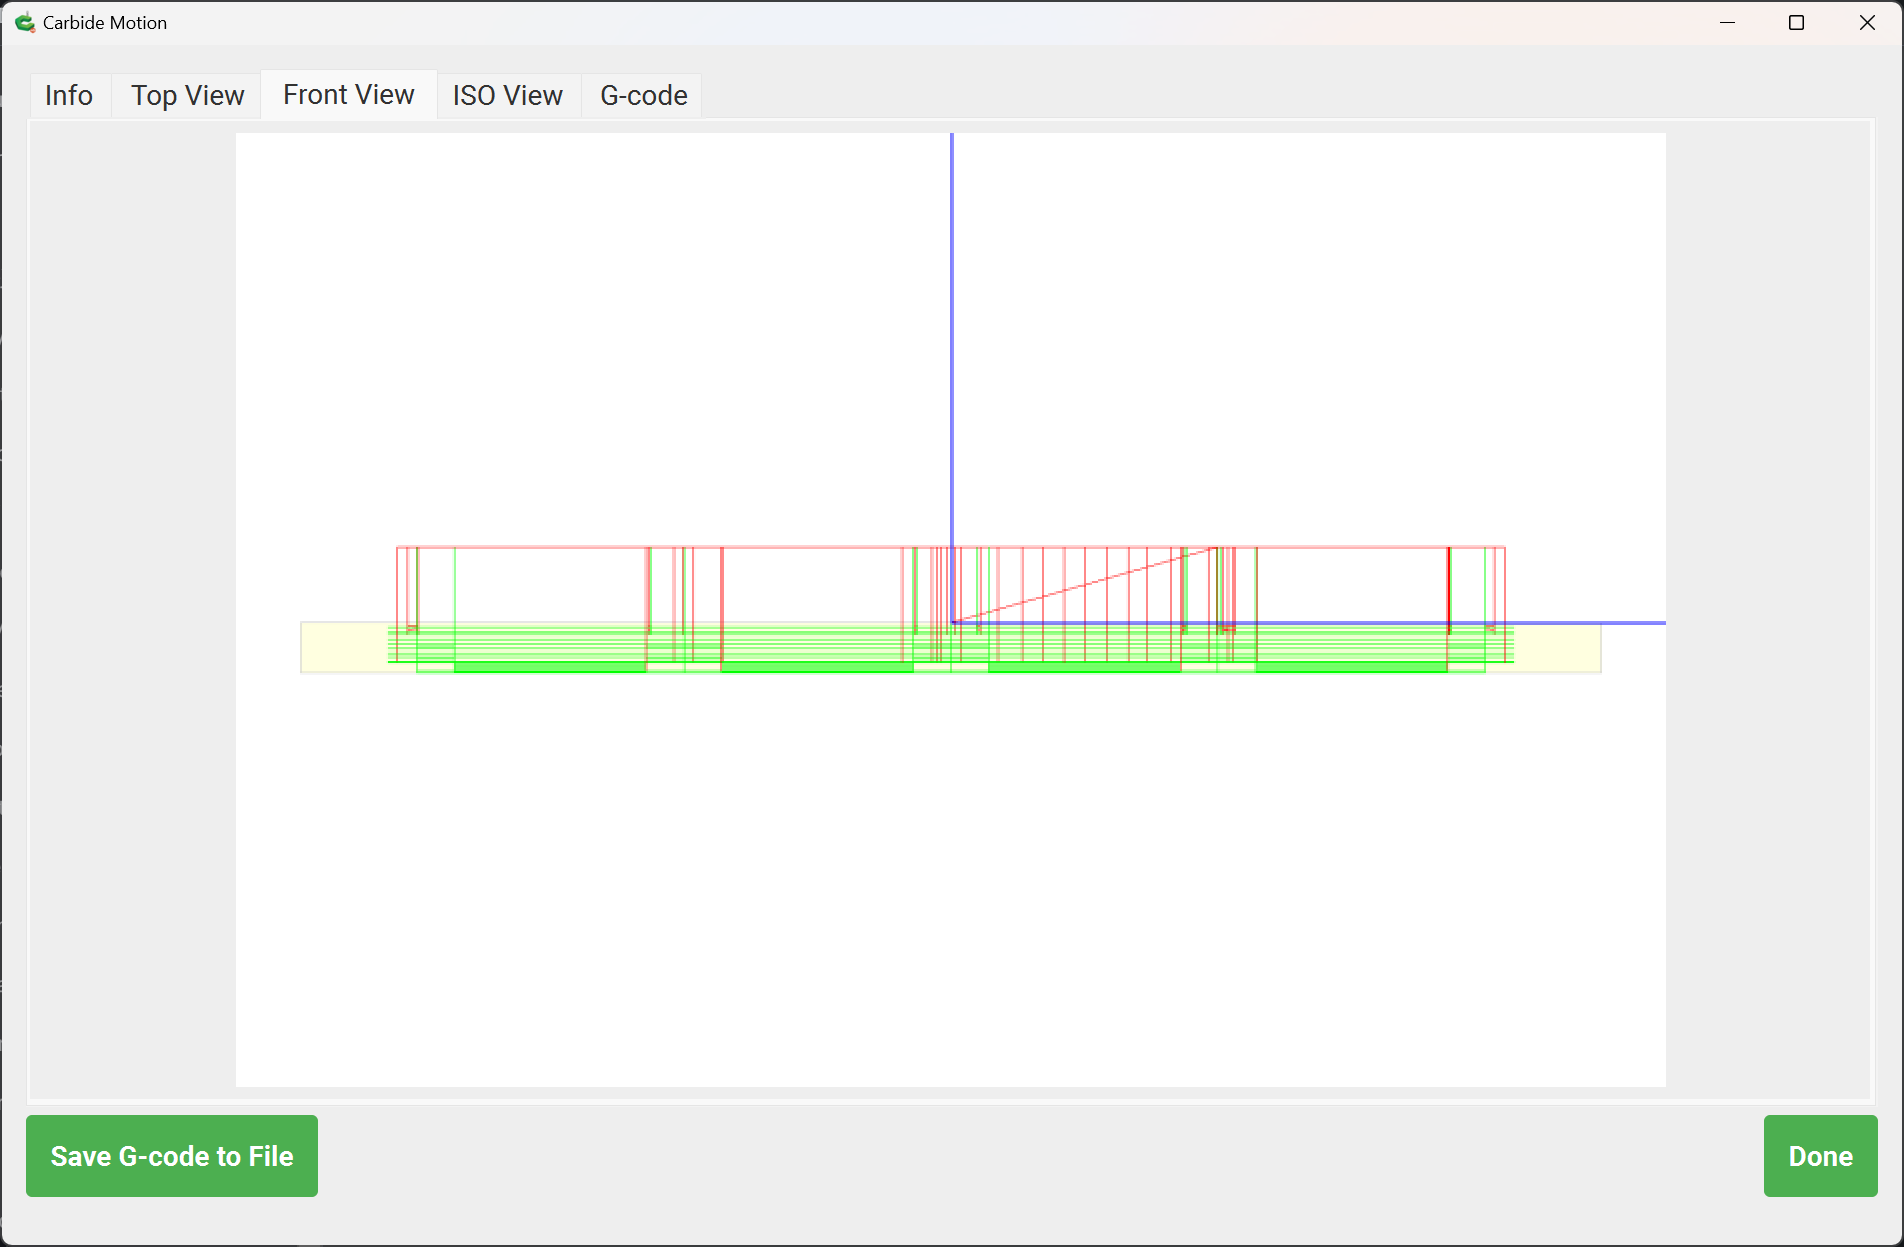 Carbide Motion
Info
Top View
Front View
ISO View
G-code
Save G-code to File
Done